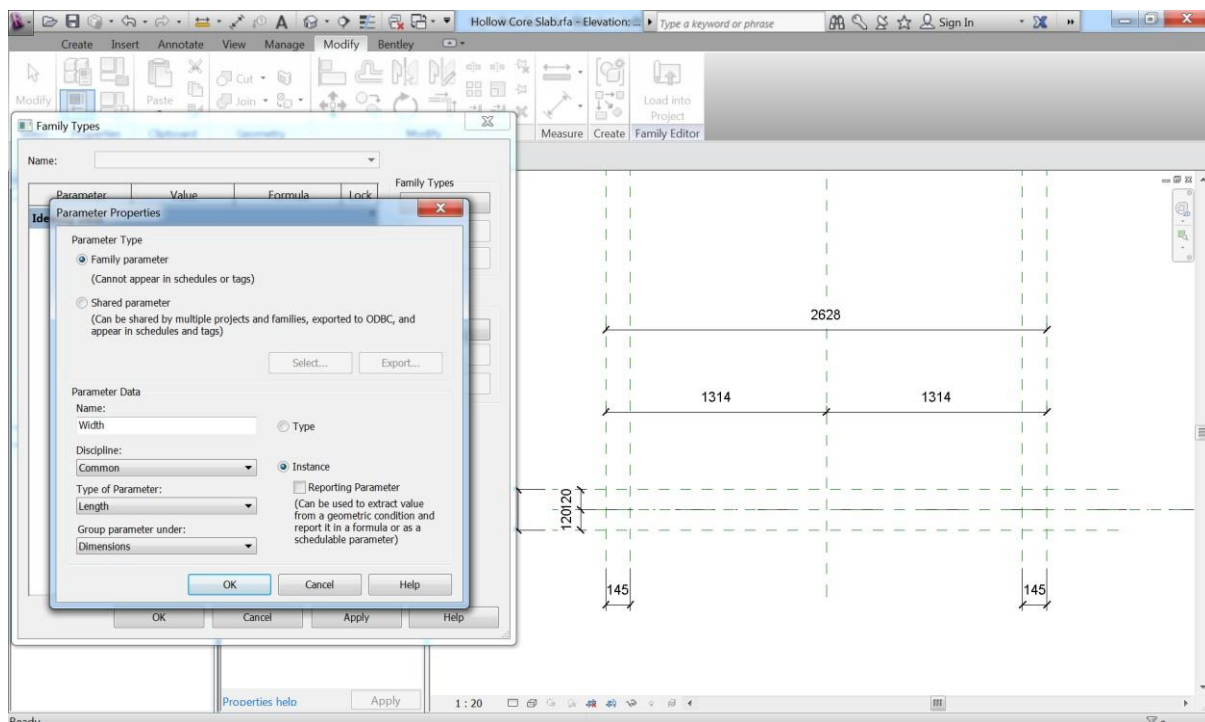 Hollow Core Slab.rfa - Elevation: ...
Type a keyword or phrase
Sign In
Create Insert Annotate View Manage Modify Bentley
Modify
Paste
Cut
Join
Load into
Project
Measure Create Family Editor
Family Types
Name:
Family Types
Parameter Value Formula Lock
Parameter Properties
Parameter Type
Family parameter
(Cannot appear in schedules or tags)
Shared parameter
(Can be shared by multiple projects and families, exported to ODBC, and
appear in schedules and tags)
Select... Export...
Parameter Data
Name:
Width
Type
Discipline:
Common
Instance
Type of Parameter:
Reporting Parameter
Length
(Can be used to extract value
from a geometric condition and
report it in a formula or as a
schedulable parameter)
Group parameter under:
Dimensions
OK Cancel Help
OK Cancel Apply Help
Properties help Apply
2628
1314 1314
120
120
145 145
1 : 20
Ready